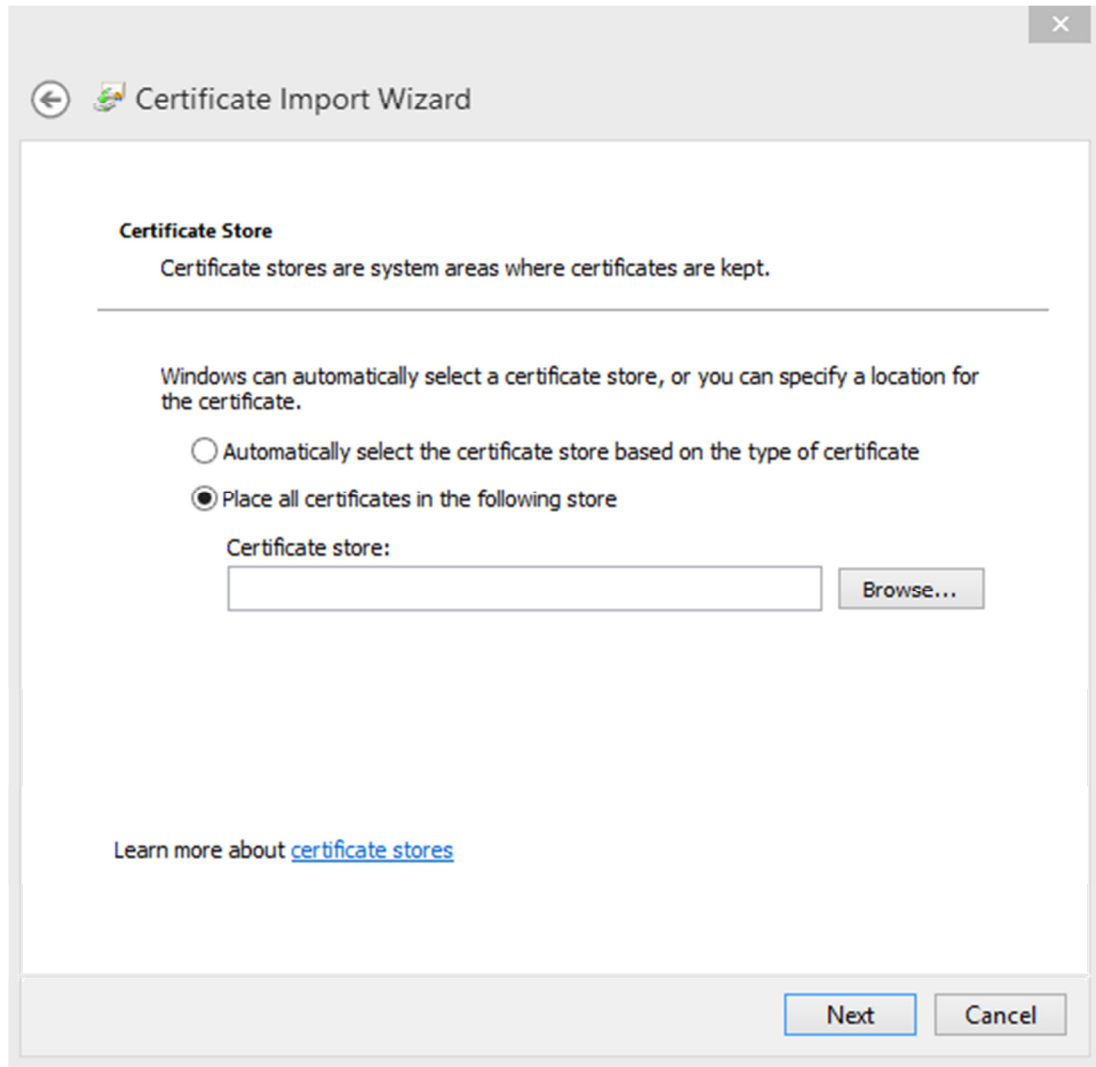 Certificate Import Wizard
Certificate Store
Certificate stores are system areas where certificates are kept.
Windows can automatically select a certificate store, or you can specify a location for
the certificate.
Automatically select the certificate store based on the type of certificate
Place all certificates in the following store
Certificate store:
Browse...
Learn more about certificate stores
Next
Cancel